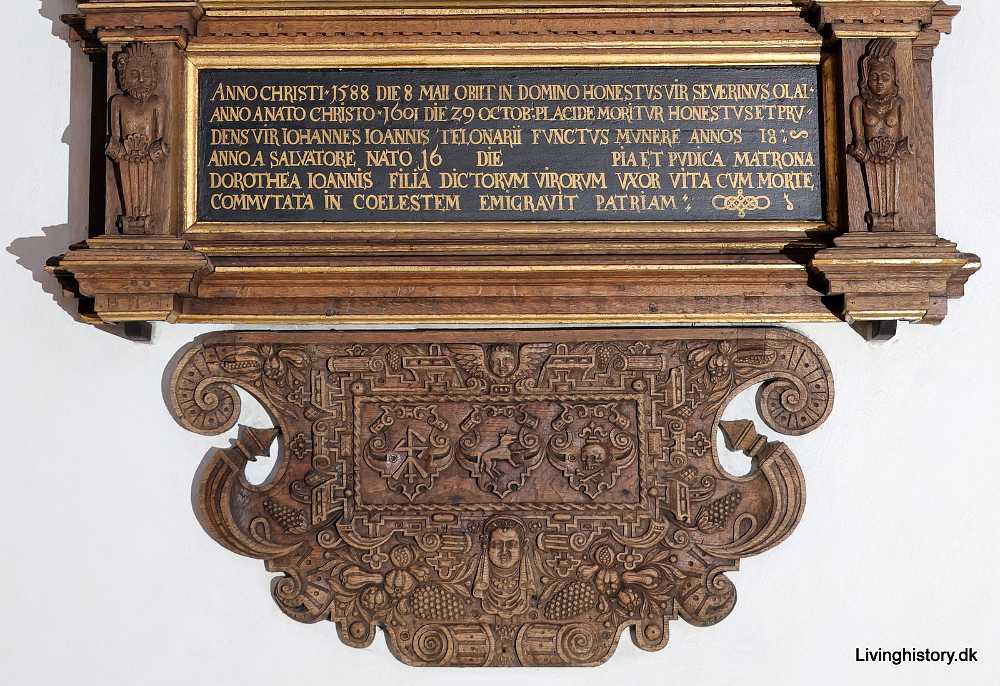 ANNO CHRISTI · 1588 DIE 8 MAII OBIIT IN DOMINO HONESTVS VIR SEVERINVS OLAI·
ANNO A NATO CHRISTO · 1601 DIE 29 OCTOB: PLACIDE MORITVR HONESTVS ET PRU
DENS VIR IOHANNES IOANNIS TELONARII FUNCTVS MVNERE ANNOS 18
ANNO A SALVATORE NATO 16 DIE PIA ET PVDICA MATRONA
DOROTHEA IOANNIS FILIA DICTORVM VIRORVM VXOR VITA CVM MORTE
COMMVTATA IN COELESTEM EMIGRAVIT PATRIAM
Livinghistory.dk